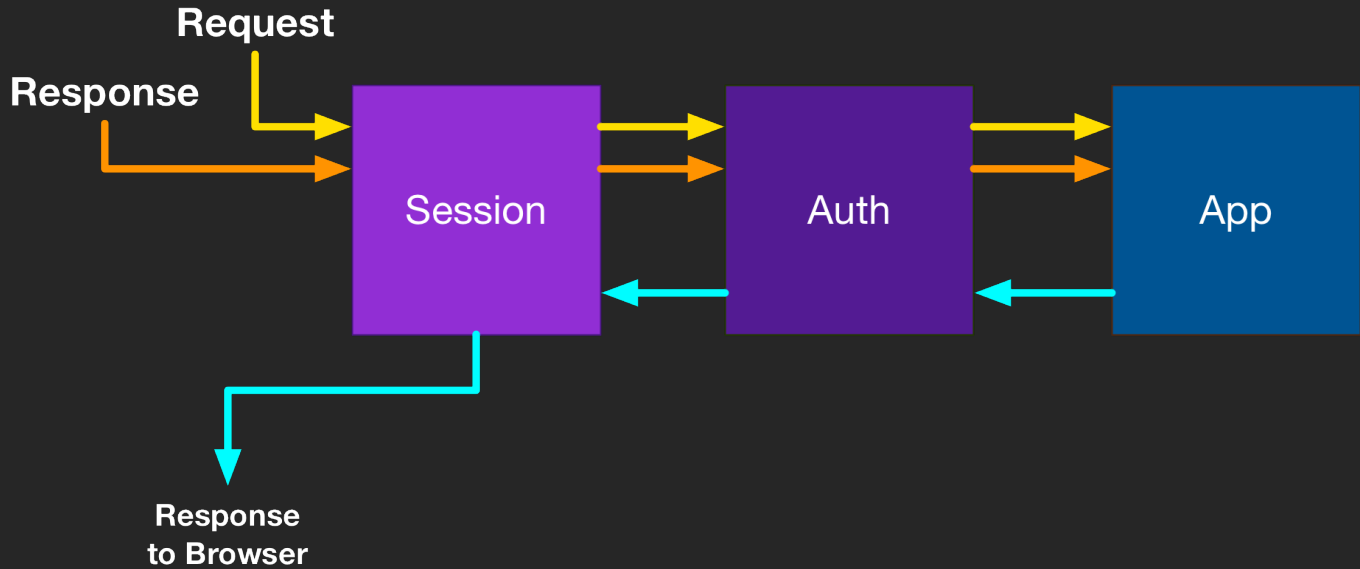 Request
Response
Session
Auth
App
Response
to Browser